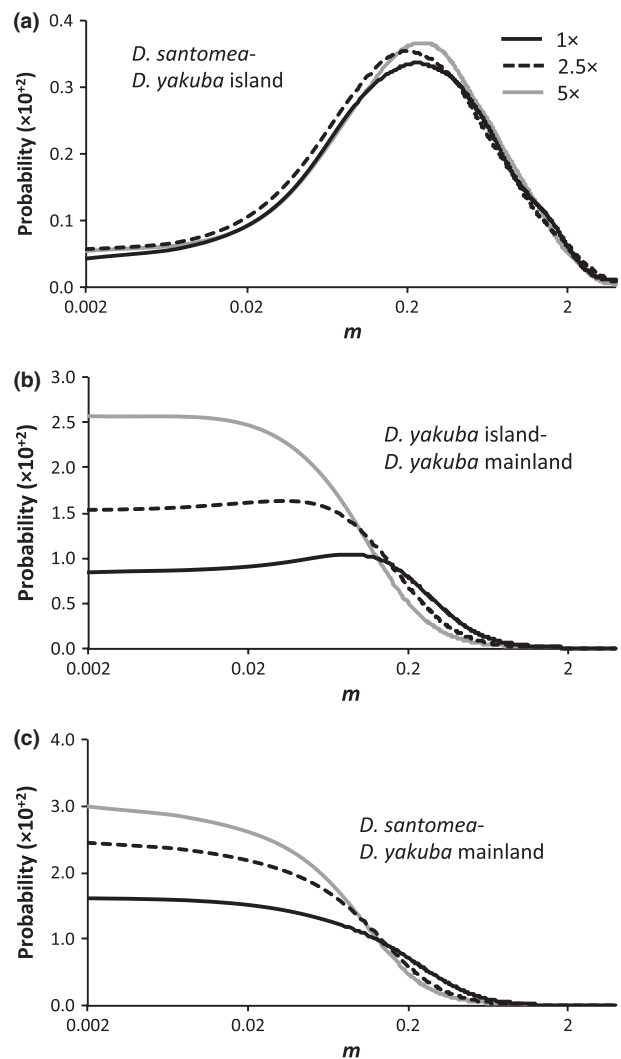 (a)
0.4
0.3
0.2
0.1
0.0
Probability (×10⁺²)
D. santomea-
D. yakuba island
1×
2.5×
5×
0.002
0.02
0.2
2
m
(b)
3.0
2.5
2.0
1.5
1.0
0.5
0.0
Probability (×10⁺²)
D. yakuba island-
D. yakuba mainland
0.002
0.02
0.2
2
m
(c)
4.0
3.0
2.0
1.0
0.0
Probability (×10⁺²)
D. santomea-
D. yakuba mainland
0.002
0.02
0.2
2
m